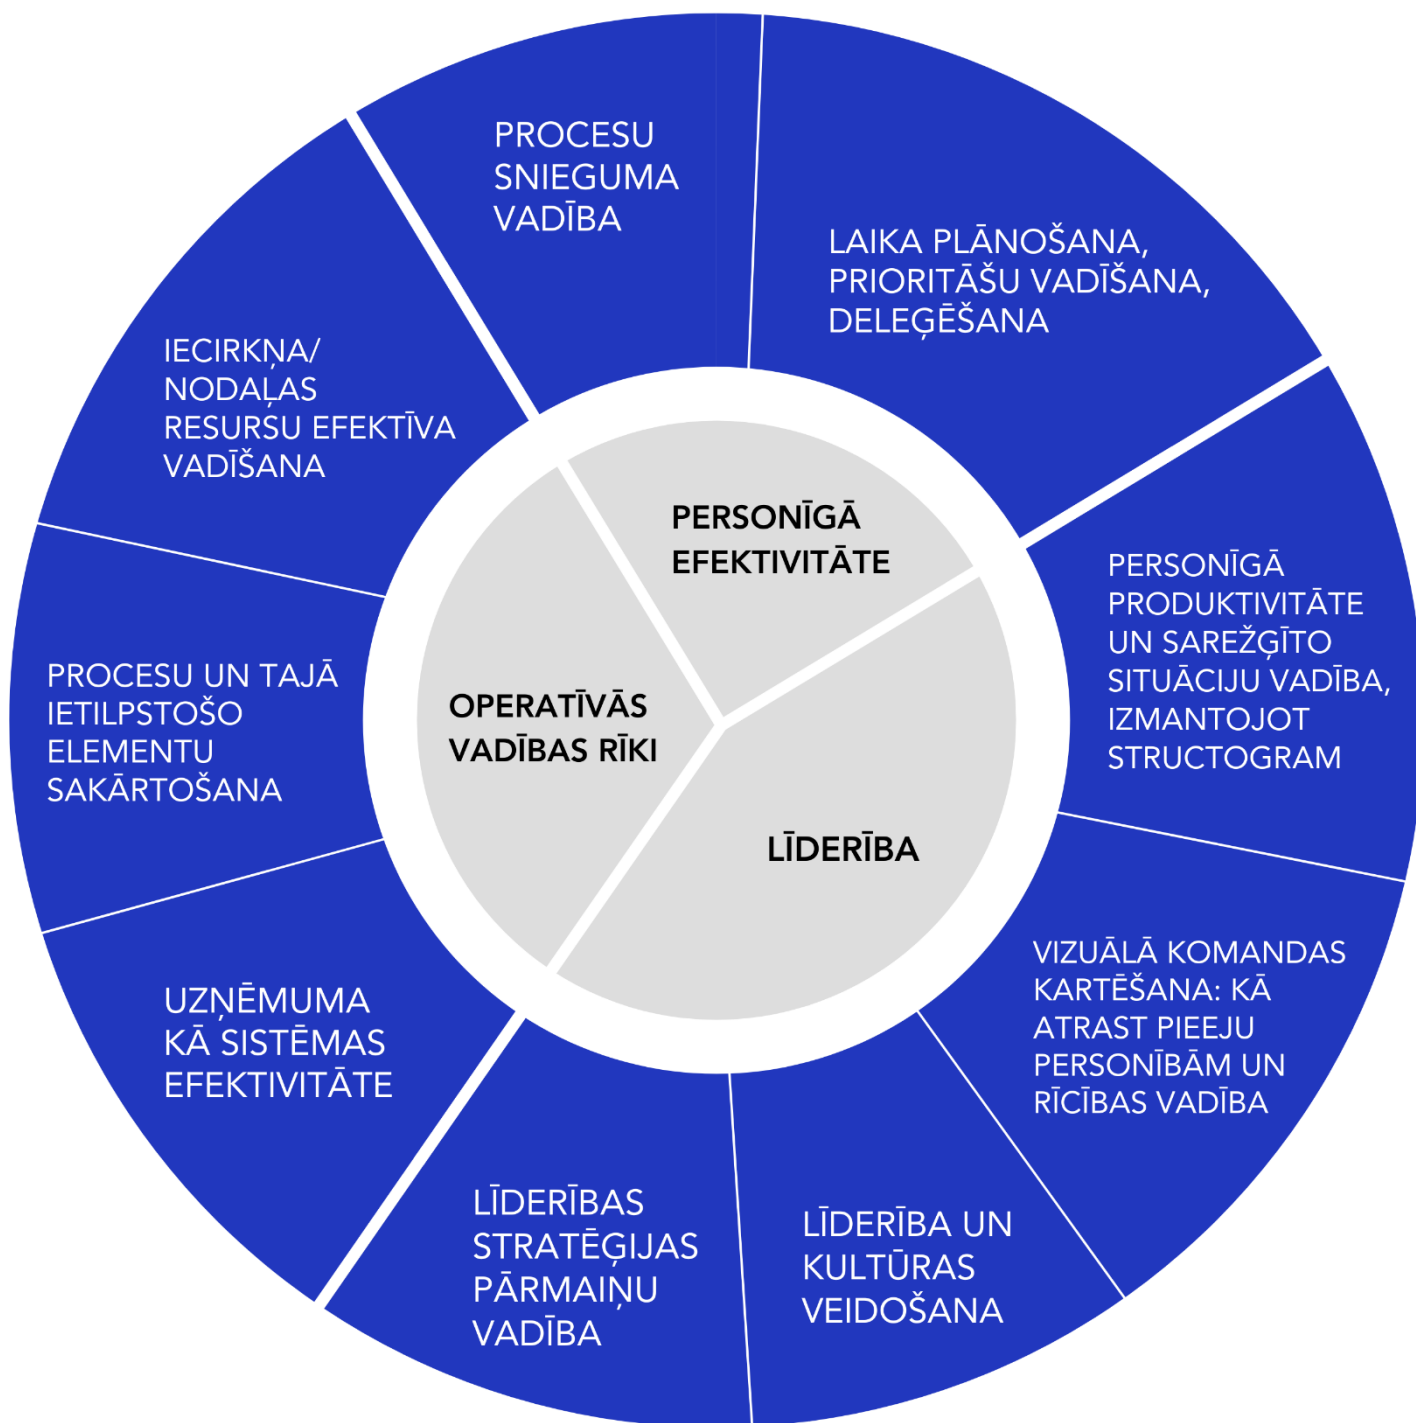 PROCESU
SNIEGUMA
VADĪBA
LAIKA PLĀNOŠANA,
PRIORITĀŠU VADĪŠANA,
DELEĢĒŠANA
IECIRKŅA/
NODAĻAS
RESURSU EFEKTĪVA
VADĪŠANA
PERSONĪGĀ
EFEKTIVITĀTE
PERSONĪGĀ
PRODUKTIVITĀTE
UN SAREŽĢĪTO
SITUĀCIJU VADĪBA,
IZMANTOJOT
STRUCTOGRAM
PROCESU UN TAJĀ
IETILPSTOŠO
ELEMENTU
SAKĀRTOŠANA
OPERATĪVĀS
VADĪBAS RĪKI
LĪDERĪBA
VIZUĀLĀ KOMANDAS
KARTĒŠANA: KĀ
ATRAST PIEEJU
PERSONĪBĀM UN
RĪCĪBAS VADĪBA
UZŅĒMUMA
KĀ SISTĒMAS
EFEKTIVITĀTE
LĪDERĪBAS
STRATĒĢIJAS
PĀRMAIŅU
VADĪBA
LĪDERĪBA UN
KULTŪRAS
VEIDOŠANA